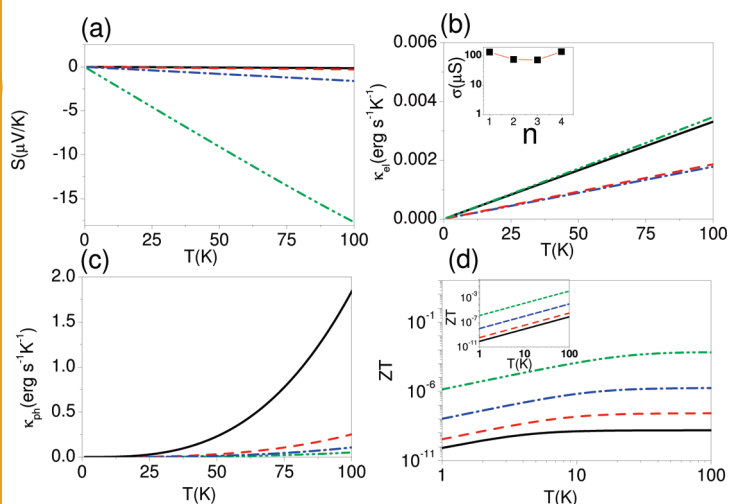 (a)
0
-5
-10
-15
S(μV/K)
0 25 50 75 100
T(K)
(b)
0.006
0.004
0.002
0.000
κel(erg s-1K-1)
100
10
1
σ(μS)
1 2 3 4
n
0 25 50 75 100
T(K)
(c)
2.0
1.5
1.0
0.5
0.0
κph(erg s-1K-1)
0 25 50 75 100
T(K)
(d)
10-1
10-6
10-11
ZT
10-3
10-7
10-11
ZT
1 10 100
T(K)
1 10 100
T(K)